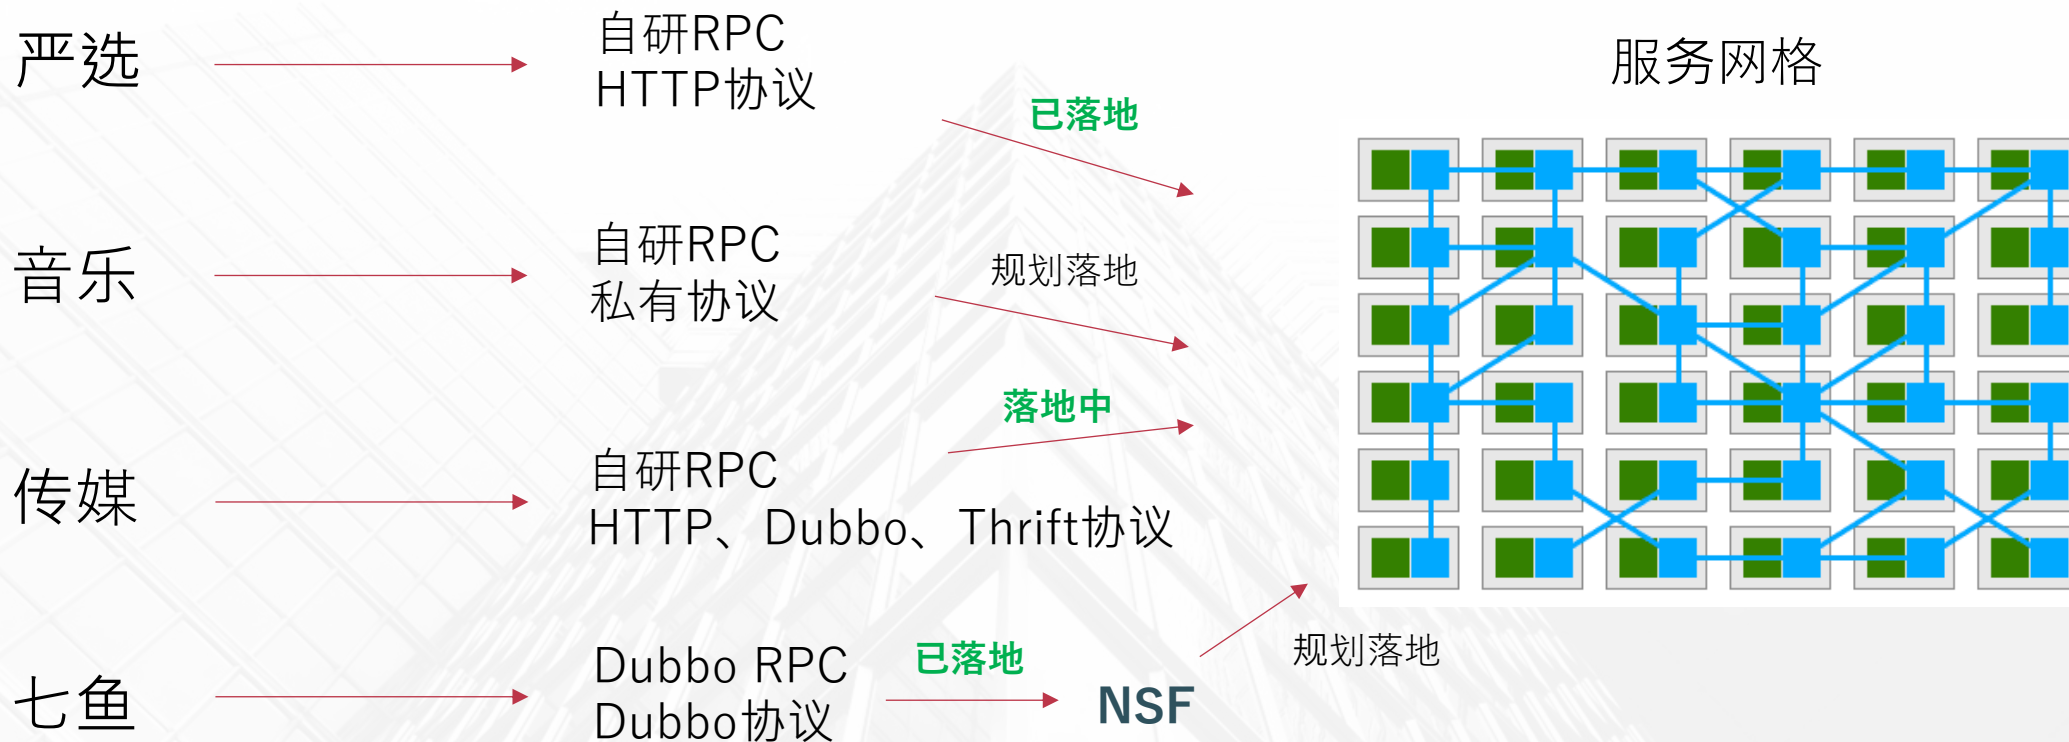 严选
自研RPC
HTTP协议
已落地
服务网格
音乐
自研RPC
私有协议
规划落地
传媒
自研RPC
HTTP、Dubbo、Thrift协议
落地中
七鱼
Dubbo RPC
Dubbo协议
已落地
NSF
规划落地